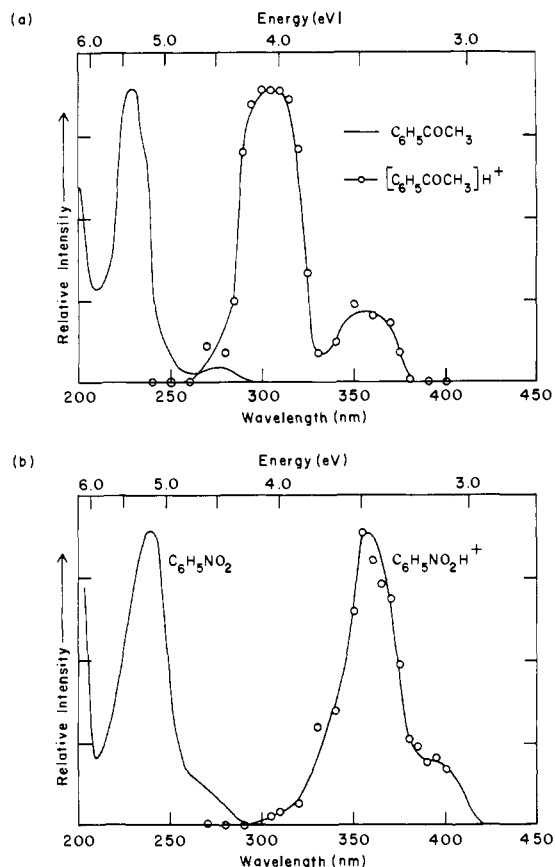 (a)
Energy (eV)
6.0 5.0 4.0 3.0
Relative Intensity
C₆H₅COCH₃
[C₆H₅COCH₃]H⁺
200 250 300 350 400 450
Wavelength (nm)
(b)
Energy (eV)
6.0 5.0 4.0 3.0
Relative Intensity
C₆H₅NO₂ C₆H₅NO₂H⁺
200 250 300 350 400 450
Wavelength (nm)